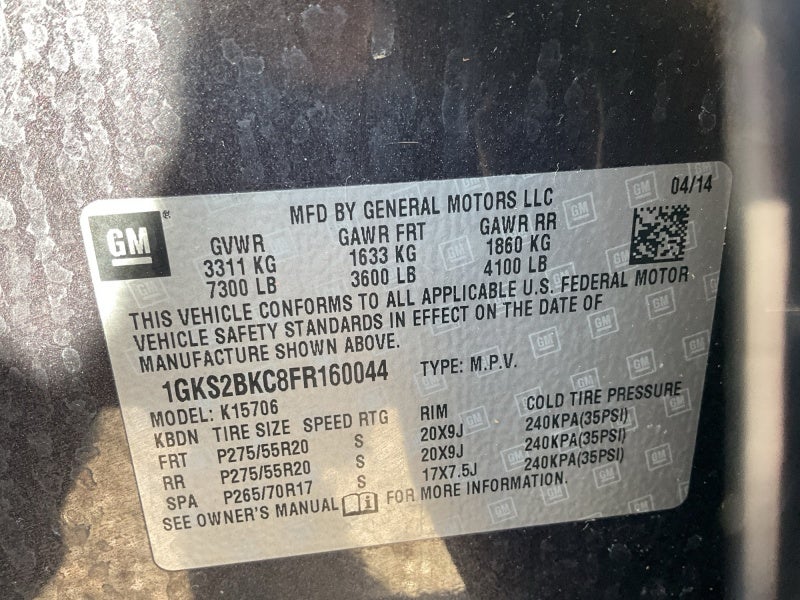 04/14
GM ® MFD BY GENERAL MOTORS LLC
GVWR GAWR FRT GAWR RR
3311 KG 1633 KG 1860 KG
7300 LB 3600 LB 4100 LB
THIS VEHICLE CONFORMS TO ALL APPLICABLE U.S. FEDERAL MOTOR
VEHICLE SAFETY STANDARDS IN EFFECT ON THE DATE OF
MANUFACTURE SHOWN ABOVE.
1GKS2BKC8FR160044 TYPE: M.P.V.
MODEL: K15706
KBDN TIRE SIZE SPEED RTG RIM COLD TIRE PRESSURE
FRT P275/55R20 S 20X9J 240KPA(35PSI)
RR P275/55R20 S 20X9J 240KPA(35PSI)
SPA P265/70R17 S 17X7.5J 240KPA(35PSI)
SEE OWNER'S MANUAL i FOR MORE INFORMATION.